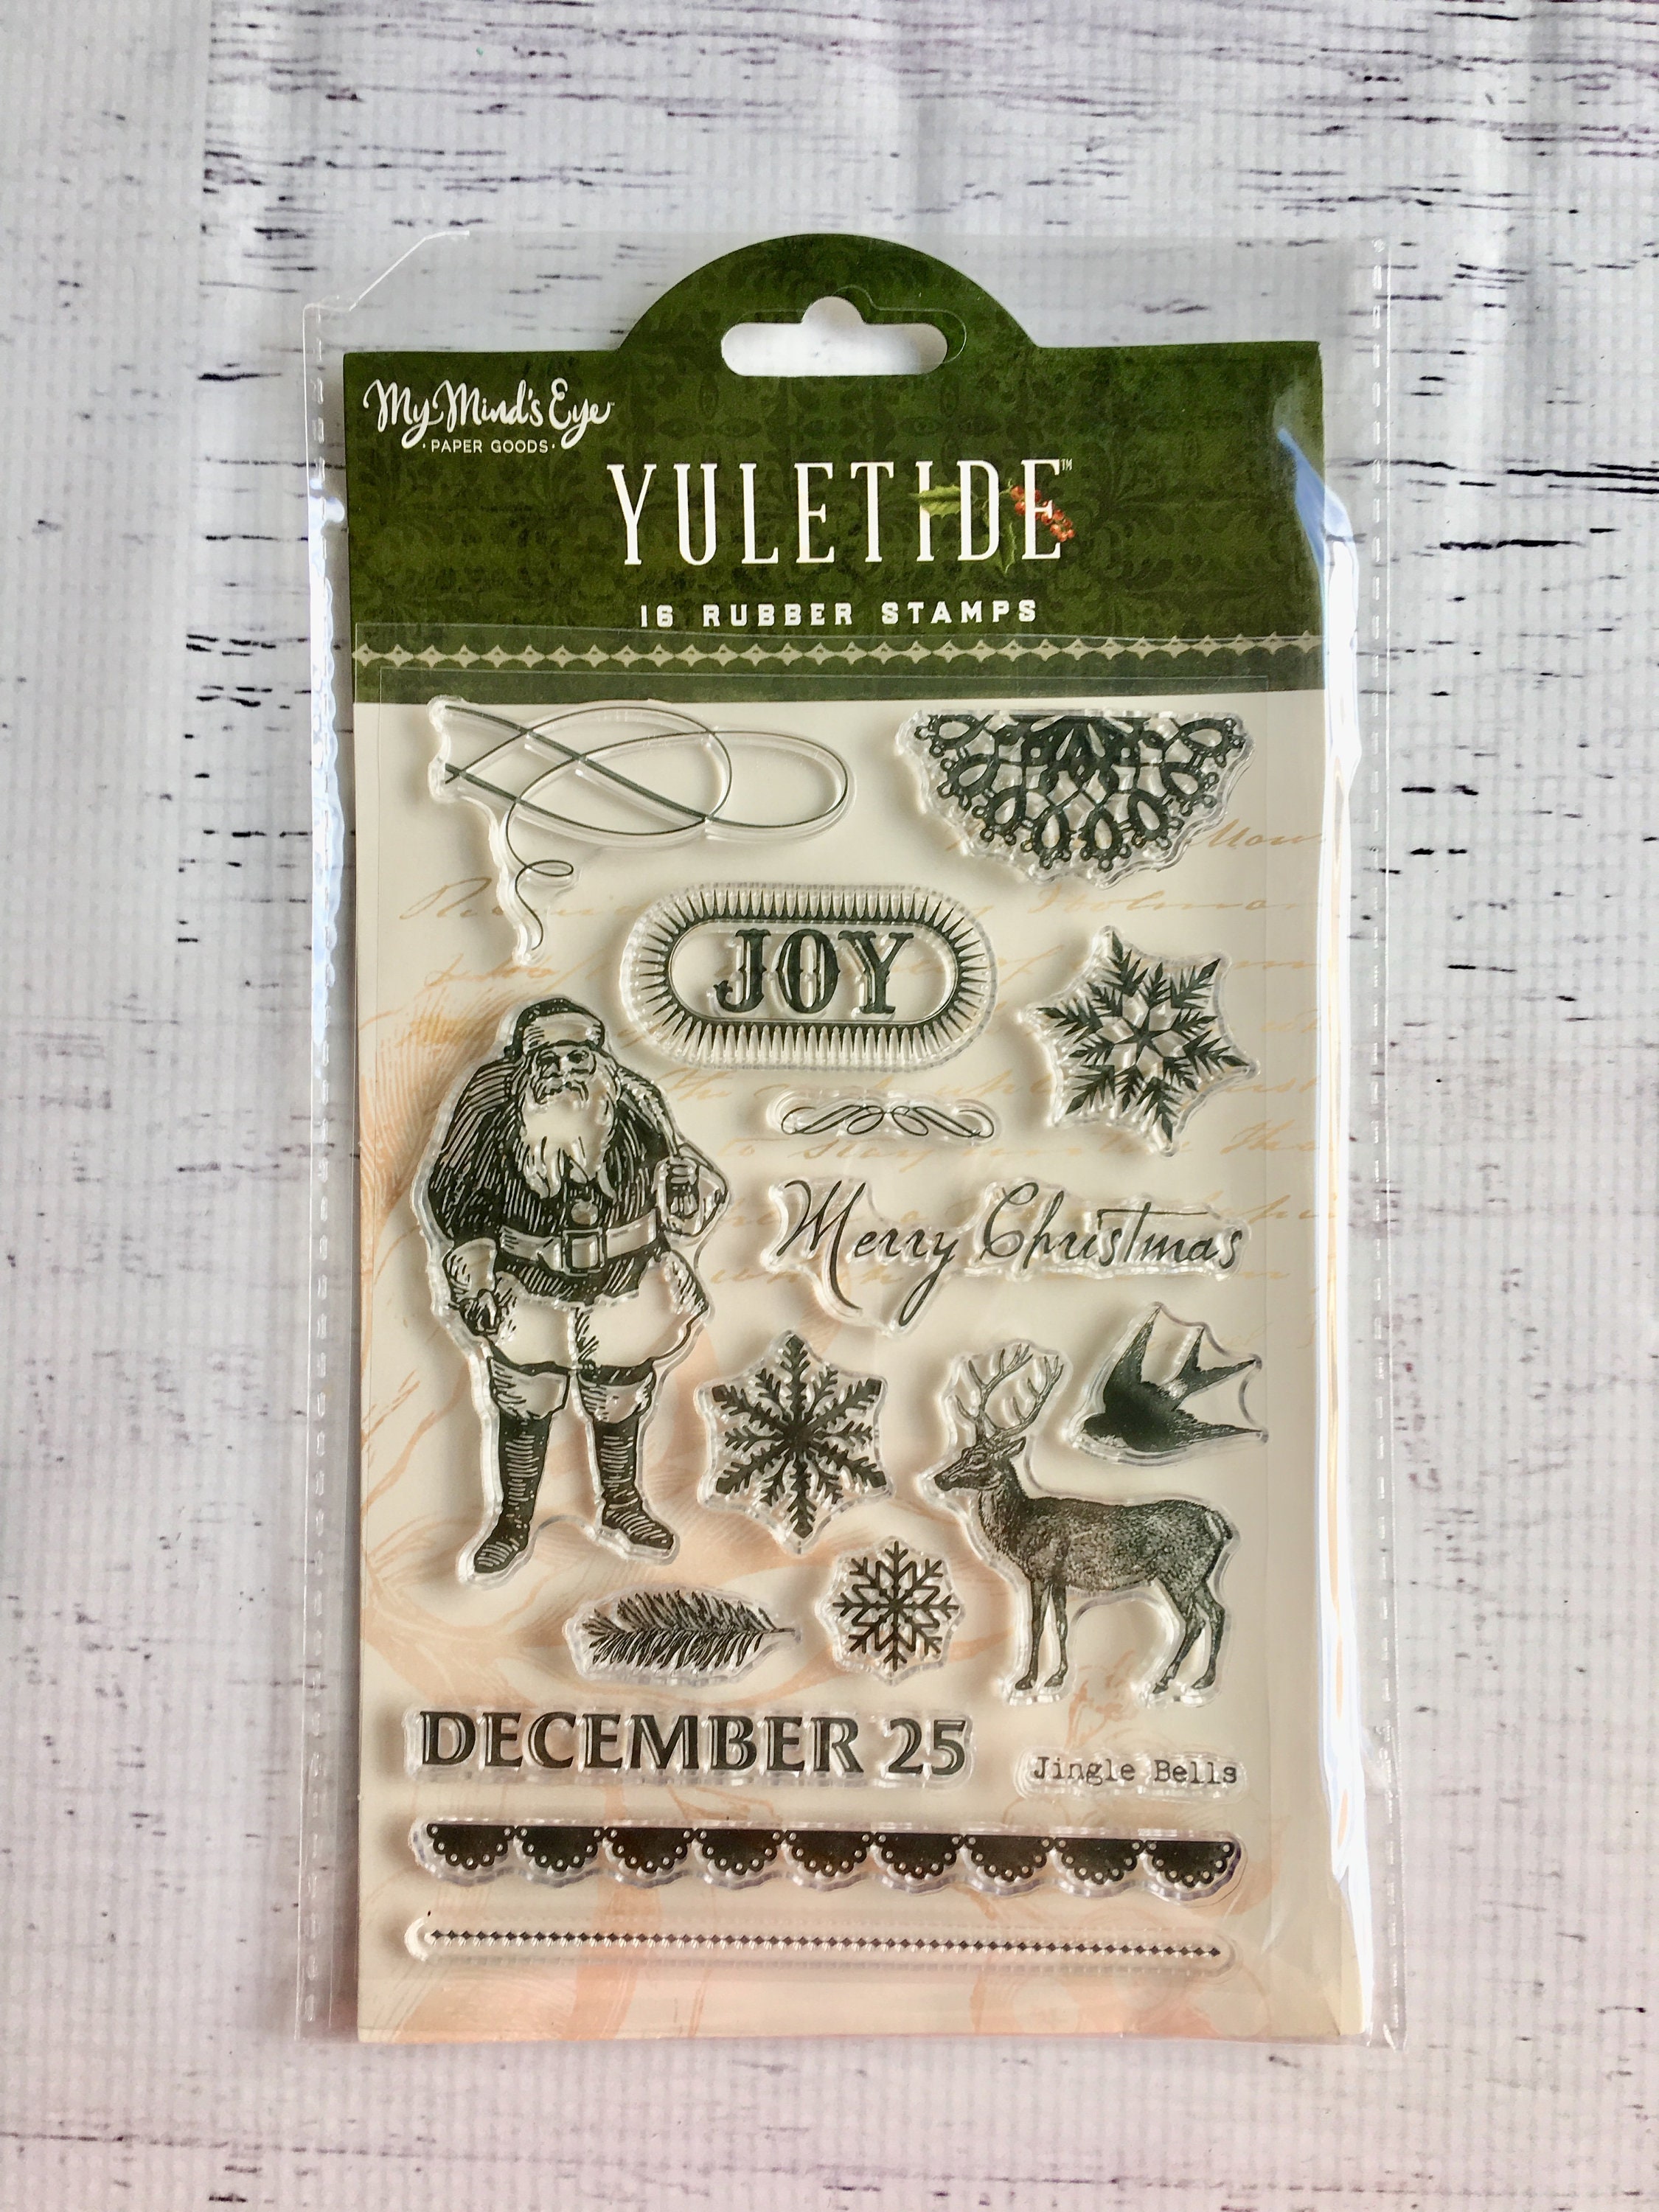 My Mind's Eye
· PAPER GOODS ·
YULETIDE™
16 RUBBER STAMPS
JOY
Merry Christmas
DECEMBER 25
Jingle Bells